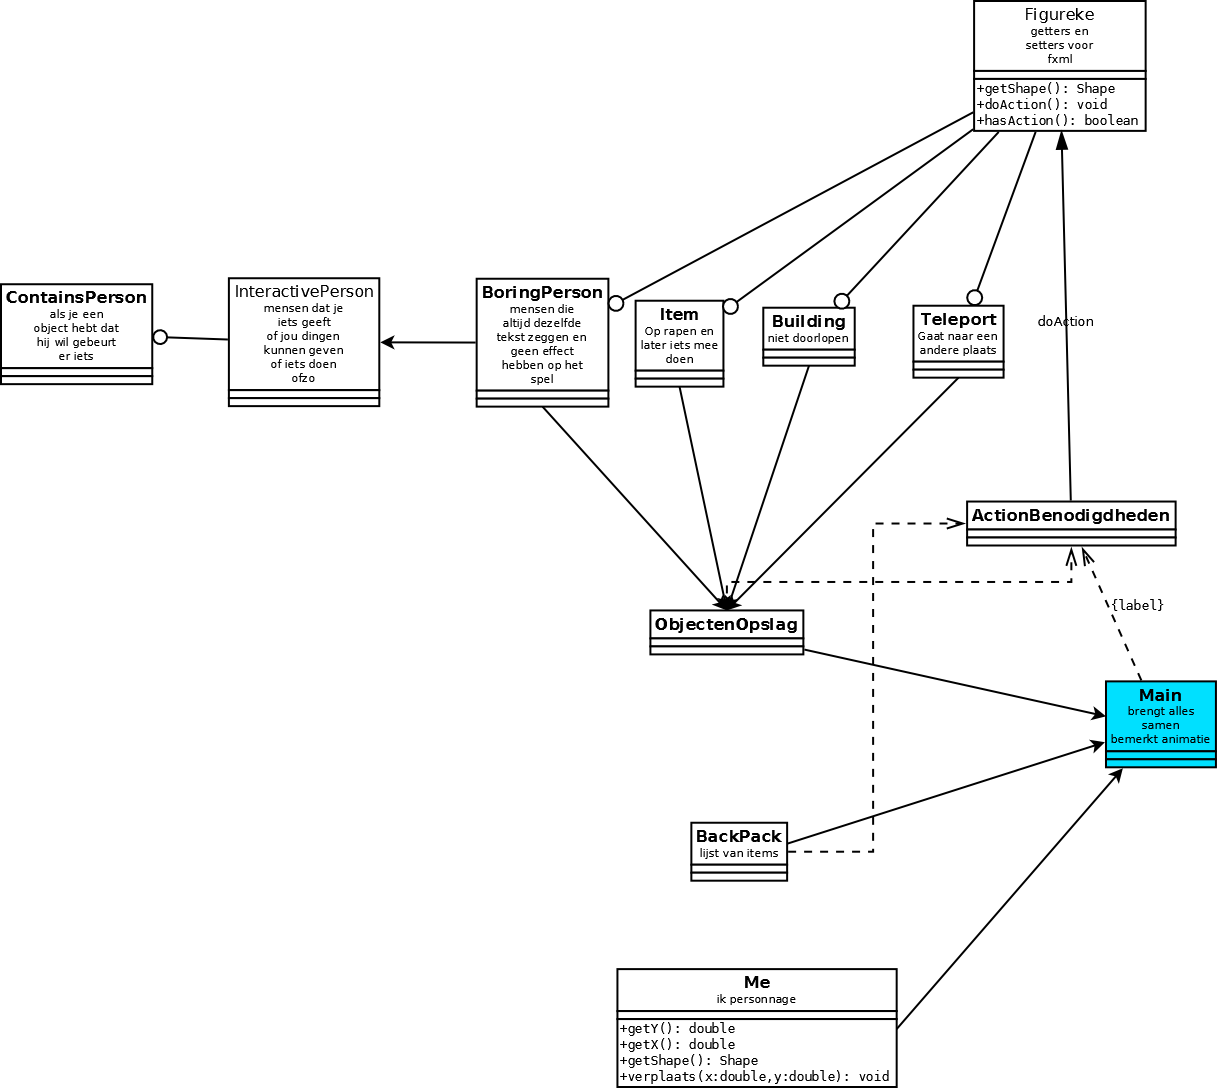 Figureke
getters en
setters voor
fxml
+getShape(): Shape
+doAction(): void
+hasAction(): boolean
ContainsPerson
als je een
object hebt dat
hij wil gebeurt
er iets
InteractivePerson
mensen dat je
iets geeft
of jou dingen
kunnen geven
of iets doen
ofzo
BoringPerson
mensen die
altijd dezelfde
tekst zeggen en
geen effect
hebben op het
spel
Item
Op rapen en
later iets mee
doen
Building
niet doorlopen
Teleport
Gaat naar een
andere plaats
doAction
ActionBenodigdheden
{label}
ObjectenOpslag
Main
brengt alles
samen
bemerkt animatie
BackPack
lijst van items
Me
ik personnage
+getY(): double
+getX(): double
+getShape(): Shape
+verplaats(x:double,y:double): void